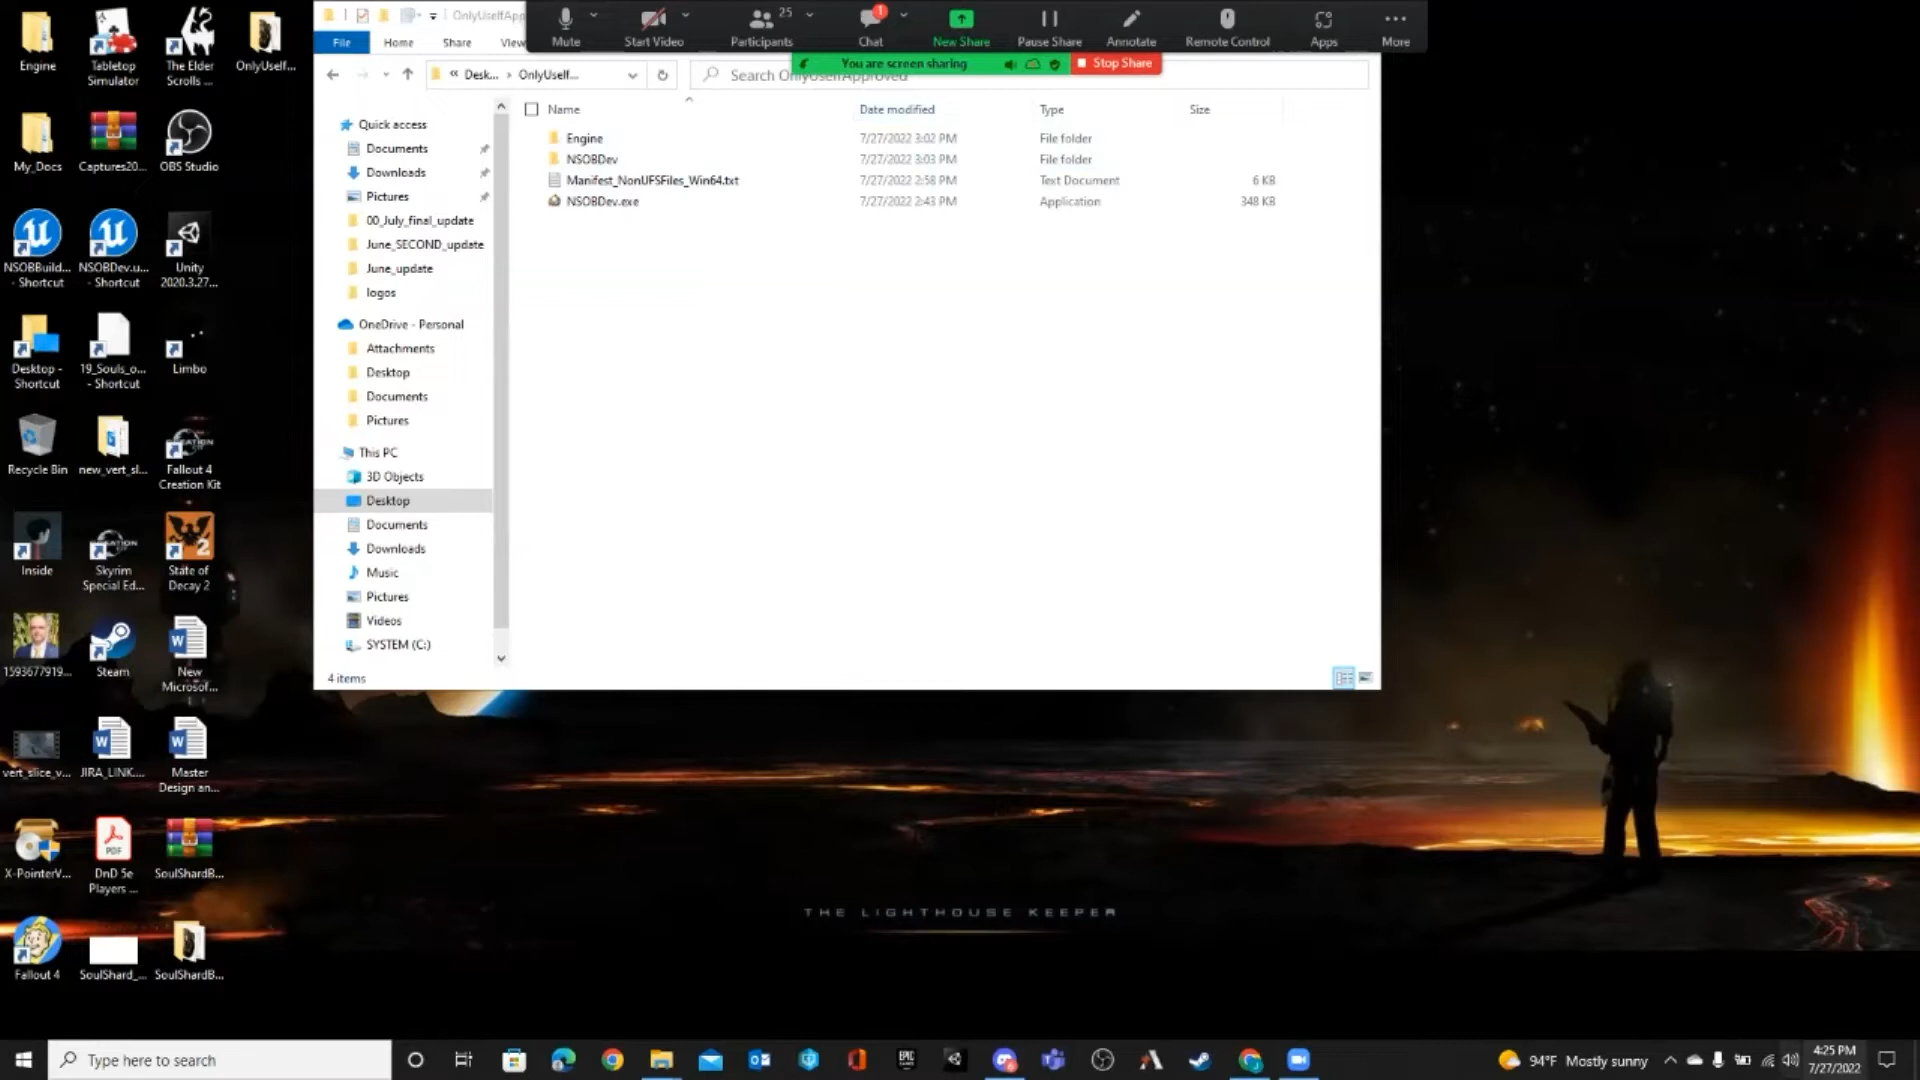 OnlyUselfApp
25
1
Mute
Start Video
Participants
Chat
New Share
Pause Share
Annotate
Remote Control
Apps
More
File
Home
Share
View
You are screen sharing
Stop Share
« Desk... > OnlyUself...
Search OnlyUselfApproved
Name
Date modified
Type
Size
Engine
7/27/2022 3:02 PM
File folder
NSOBDev
7/27/2022 3:03 PM
File folder
Manifest_NonUFSFiles_Win64.txt
7/27/2022 2:58 PM
Text Document
6 KB
NSOBDev.exe
7/27/2022 2:43 PM
Application
348 KB
Quick access
Documents
Downloads
Pictures
00_July_final_update
June_SECOND_update
June_update
logos
OneDrive - Personal
Attachments
Desktop
Documents
Pictures
This PC
3D Objects
Desktop
Documents
Downloads
Music
Pictures
Videos
SYSTEM (C:)
4 items
Engine
Tabletop
Simulator
The Elder
Scrolls ...
OnlyUself...
My_Docs
Captures20...
OBS Studio
NSOBBuild...
- Shortcut
NSOBDev.u...
- Shortcut
Unity
2020.3.27...
Desktop -
Shortcut
19_Souls_o...
- Shortcut
Limbo
Recycle Bin
new_vert_sl...
Fallout 4
Creation Kit
Inside
Skyrim
Special Ed...
State of
Decay 2
1593677919...
Steam
New
Microsof...
vert_slice_v...
JIRA_LINK....
Master
Design an...
X-PointerV...
DnD 5e
Players ...
SoulShardB...
Fallout 4
SoulShard_...
SoulShardB...
THE LIGHTHOUSE KEEPER
Type here to search
94°F Mostly sunny
4:25 PM
7/27/2022